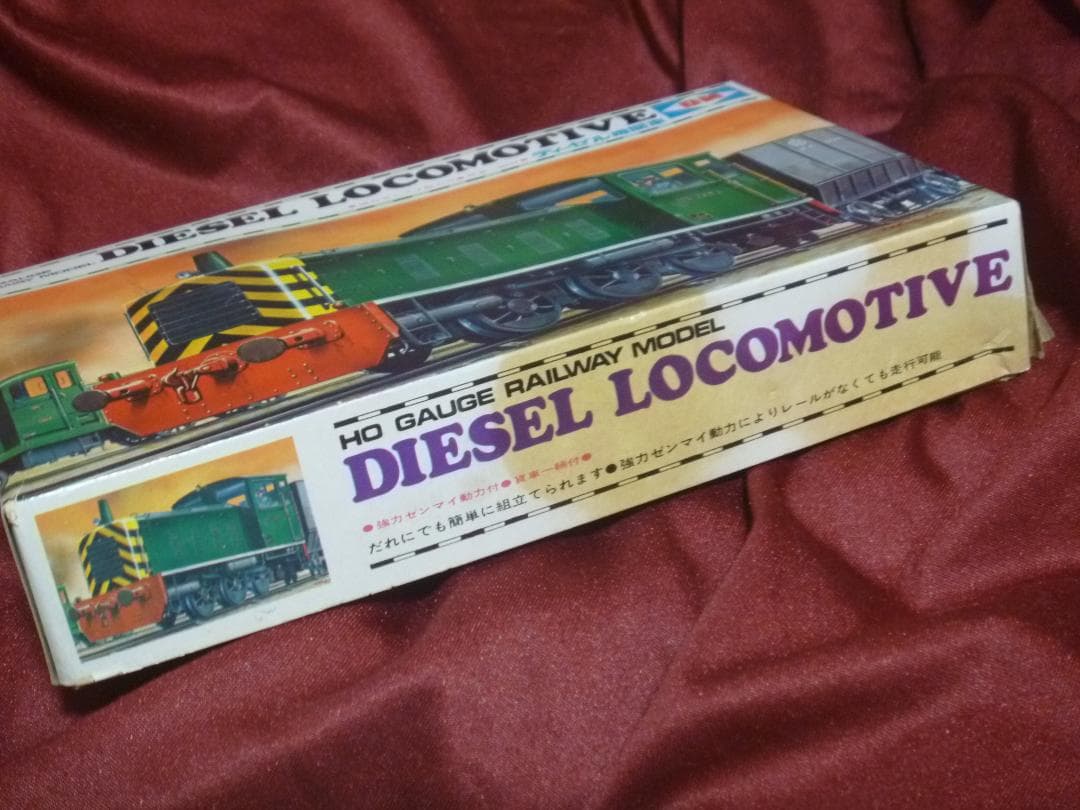 DIESEL LOCOMOTIVE
ディーゼル機関車
HO GAUGE RAILWAY MODEL
DIESEL LOCOMOTIVE
●強力ゼンマイ動力付●貨車一輌付●
だれにでも簡単に組立てられます●強力ゼンマイ動力によりレールがなくても走行可能